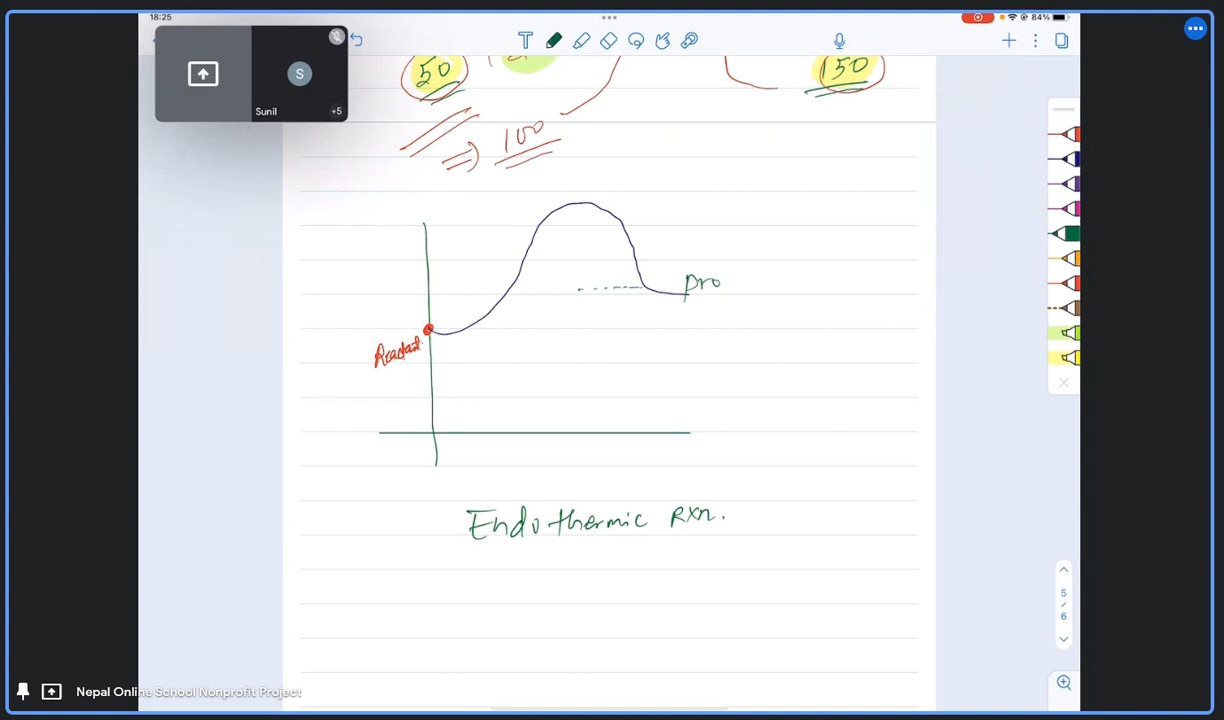 18:25
84%
S
Sunil
+5
T
50
150
⇒ 100
Pro
Reactant.
Endothermic Rxn.
5
/
6
Nepal Online School Nonprofit Project